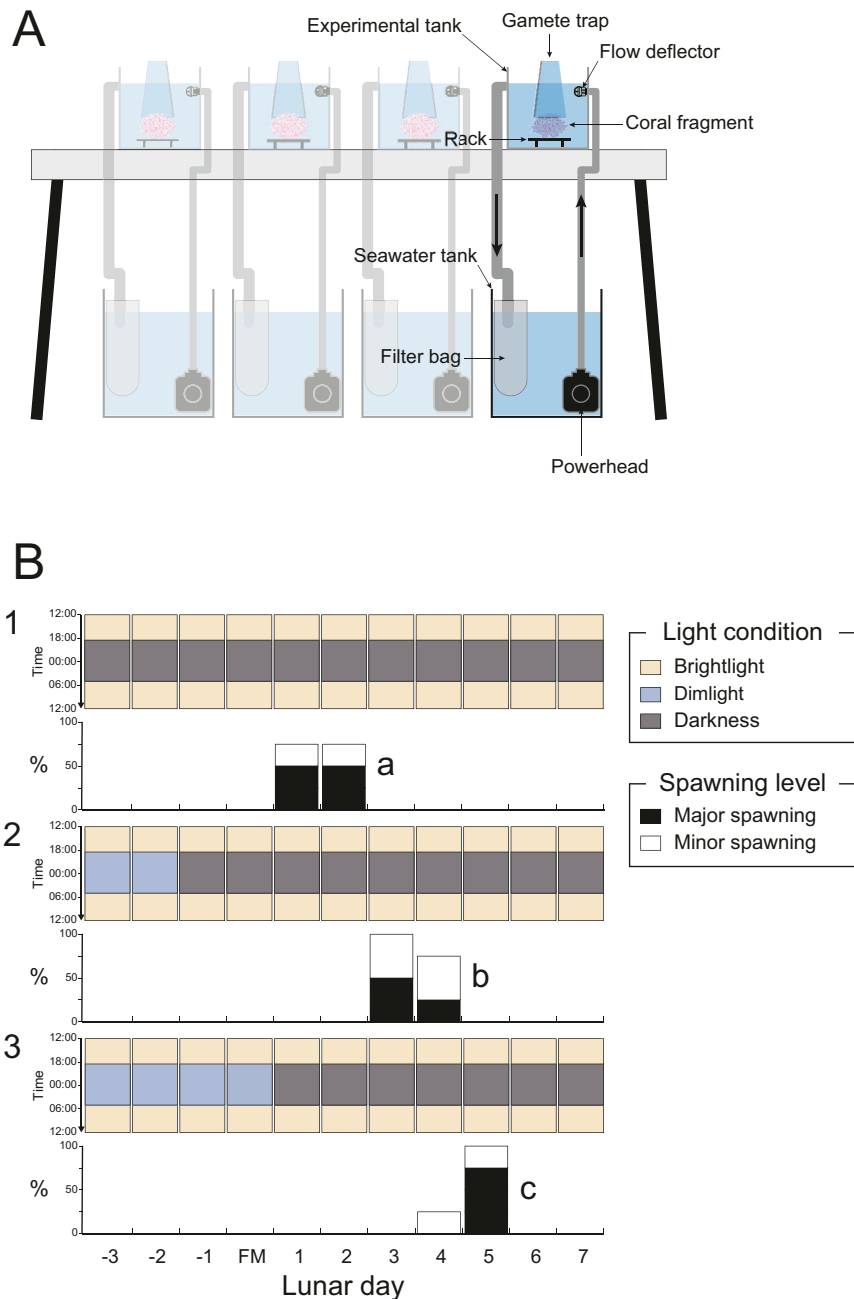 A
Experimental tank
Gamete trap
Flow deflector
Coral fragment
Rack
Seawater tank
Filter bag
Powerhead
B
1
Time
12:00
18:00
00:00
06:00
12:00
%
100
50
0
a
Light condition
Brightlight
Dimlight
Darkness
Spawning level
Major spawning
Minor spawning
2
Time
12:00
18:00
00:00
06:00
12:00
%
100
50
0
b
3
Time
12:00
18:00
00:00
06:00
12:00
%
100
50
0
c
-3 -2 -1 FM 1 2 3 4 5 6 7
Lunar day